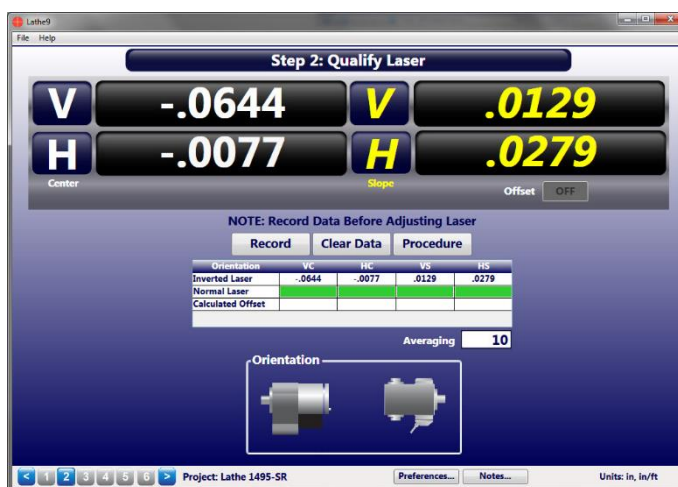 Lathe9
File Help
Step 2: Qualify Laser
V -.0644 V .0129
H -.0077 H .0279
Center Slope Offset OFF
NOTE: Record Data Before Adjusting Laser
Record Clear Data Procedure
Orientation VC HC VS HS
Inverted Laser -.0644 -.0077 .0129 .0279
Normal Laser
Calculated Offset
Averaging 10
Orientation
< 1 2 3 4 5 6 > Project: Lathe 1495-SR Preferences... Notes... Units: in, in/ft